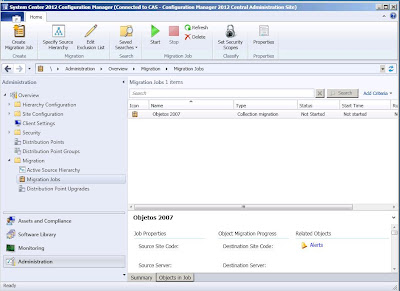 System Center 2012 Configuration Manager (Connected to CAS - Configuration Manager 2012 Central Administration Site)
Home
Create Migration Job
Specify Source Hierarchy
Edit Exclusion List
Saved Searches
Start
Stop
Refresh
Delete
Set Security Scopes
Properties
Create
Migration
Search
Migration Job
Classify
Properties
\ Administration Overview Migration Migration Jobs
Administration
Overview
Hierarchy Configuration
Site Configuration
Client Settings
Security
Distribution Points
Distribution Point Groups
Migration
Active Source Hierarchy
Migration Jobs
Distribution Point Upgrades
Assets and Compliance
Software Library
Monitoring
Administration
Migration Jobs 1 items
Search
Search
Add Criteria
Icon Name Type Status Start Time
Objetos 2007 Collection migration Not Started Not started
Objetos 2007
Job Properties
Source Site Code:
Source Server:
Object Migration Progress
Destination Site Code:
Destination Server:
Related Objects
Alerts
Summary Objects in Job
Ready